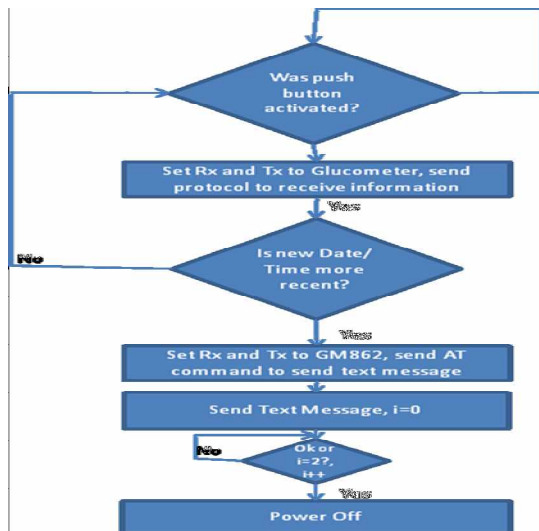 Was push
button
activated?
Set Rx and Tx to Glucometer, send
protocol to receive information
Yes
Is new Date/
Time more
recent?
No
Yes
Set Rx and Tx to GM862, send AT
command to send text message
Send Text Message, i=0
Ok or
i=2?,
i++
No
Yes
Power Off